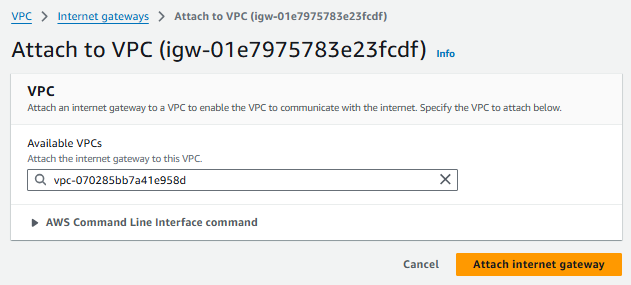 VPC > Internet gateways > Attach to VPC (igw-01e7975783e23fcdf)
Attach to VPC (igw-01e7975783e23fcdf) Info
VPC
Attach an internet gateway to a VPC to enable the VPC to communicate with the internet. Specify the VPC to attach below.
Available VPCs
Attach the internet gateway to this VPC.
vpc-070285bb7a41e958d
AWS Command Line Interface command
Cancel Attach internet gateway